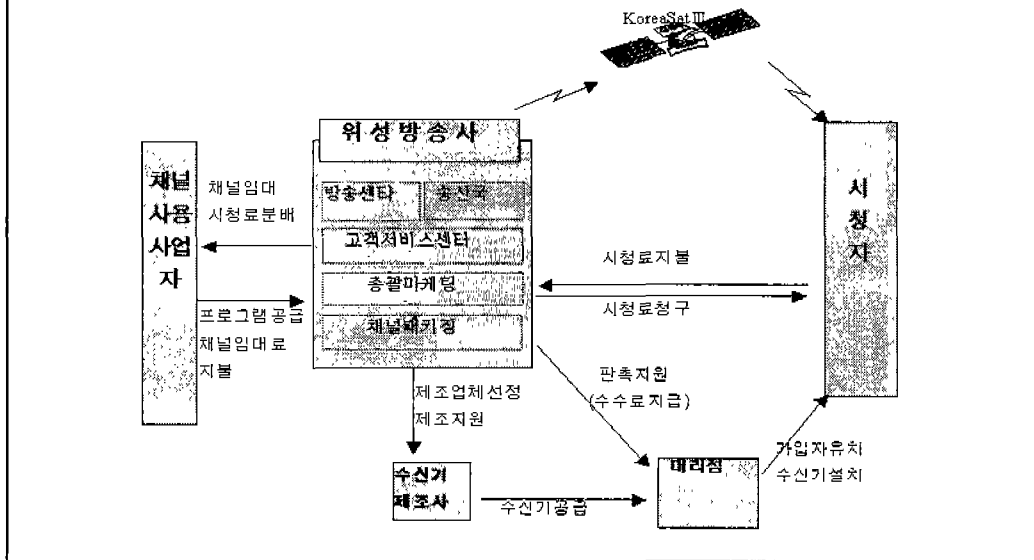 KoreaSat Ⅲ
위성방송사
채널
사용
사업
자
채널임대
시청료분배
프로그램공급
채널임대료
지불
방송센타
송신국
고객서비스센타
총괄마케팅
채널패키징
시청료지불
시청료청구
시
청
자
제조업체선정
제조지원
판촉지원
(수수료지급)
수신기
제조사
수신기공급
대리점
가입자유치
수신기설치